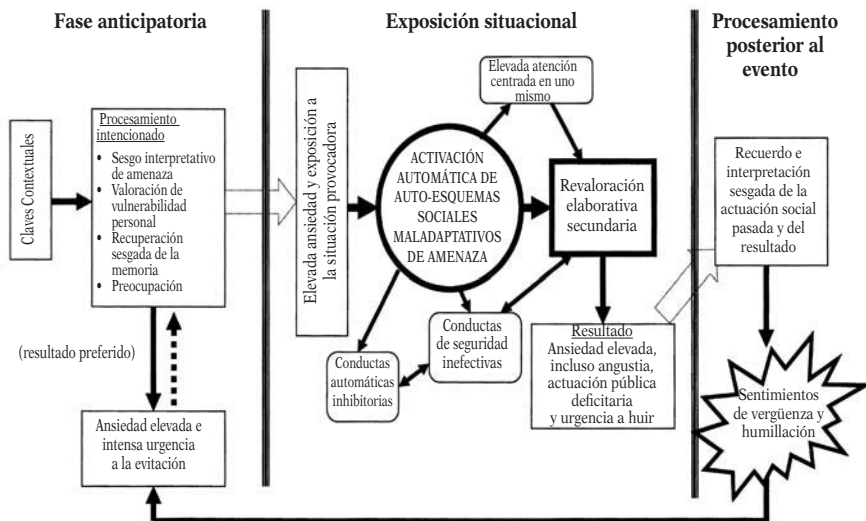 Fase anticipatoria
Exposición situacional
Procesamiento
posterior al
evento
Claves Contextuales
Procesamiento
intencionado
• Sesgo interpretativo
de amenaza
• Valoración de
vulnerabilidad
personal
• Recuperación
sesgada de la
memoria
• Preocupación
(resultado preferido)
Ansiedad elevada e
intensa urgencia
a la evitación
Elevada ansiedad y exposición a
la situación provocadora
Elevada atención
centrada en uno
mismo
ACTIVACIÓN
AUTOMÁTICA DE
AUTO-ESQUEMAS
SOCIALES
MALADAPTATIVOS
DE AMENAZA
Revaloración
elaborativa
secundaria
Conductas
automáticas
inhibitorias
Conductas
de seguridad
inefectivas
Resultado
Ansiedad elevada,
incluso angustia,
actuación pública
deficitaria
y urgencia a huir
Recuerdo e
interpretación
sesgada de la
actuación social
pasada y del
resultado
Sentimientos
de vergüenza y
humillación